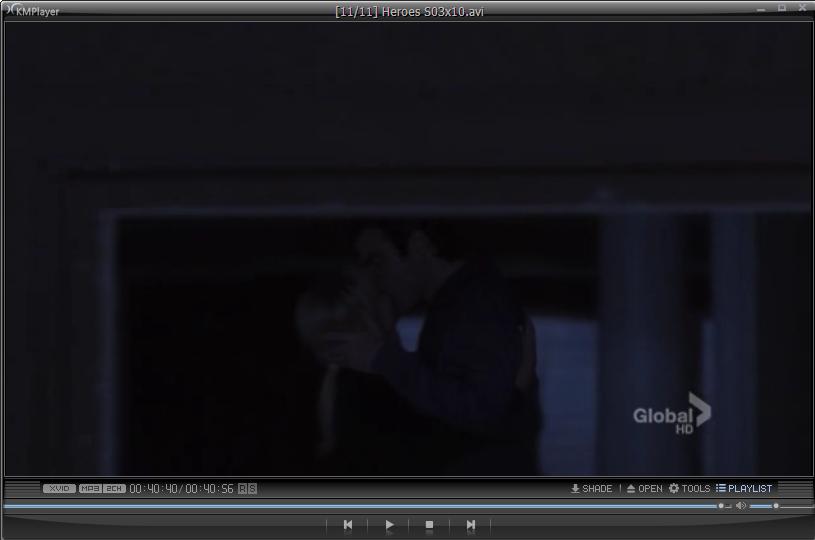 KMPlayer
[11/11] Heroes S03x10.avi
Global
HD
XVID MP3 2CH 00:40:40/00:40:56 R S
SHADE ! OPEN TOOLS PLAYLIST